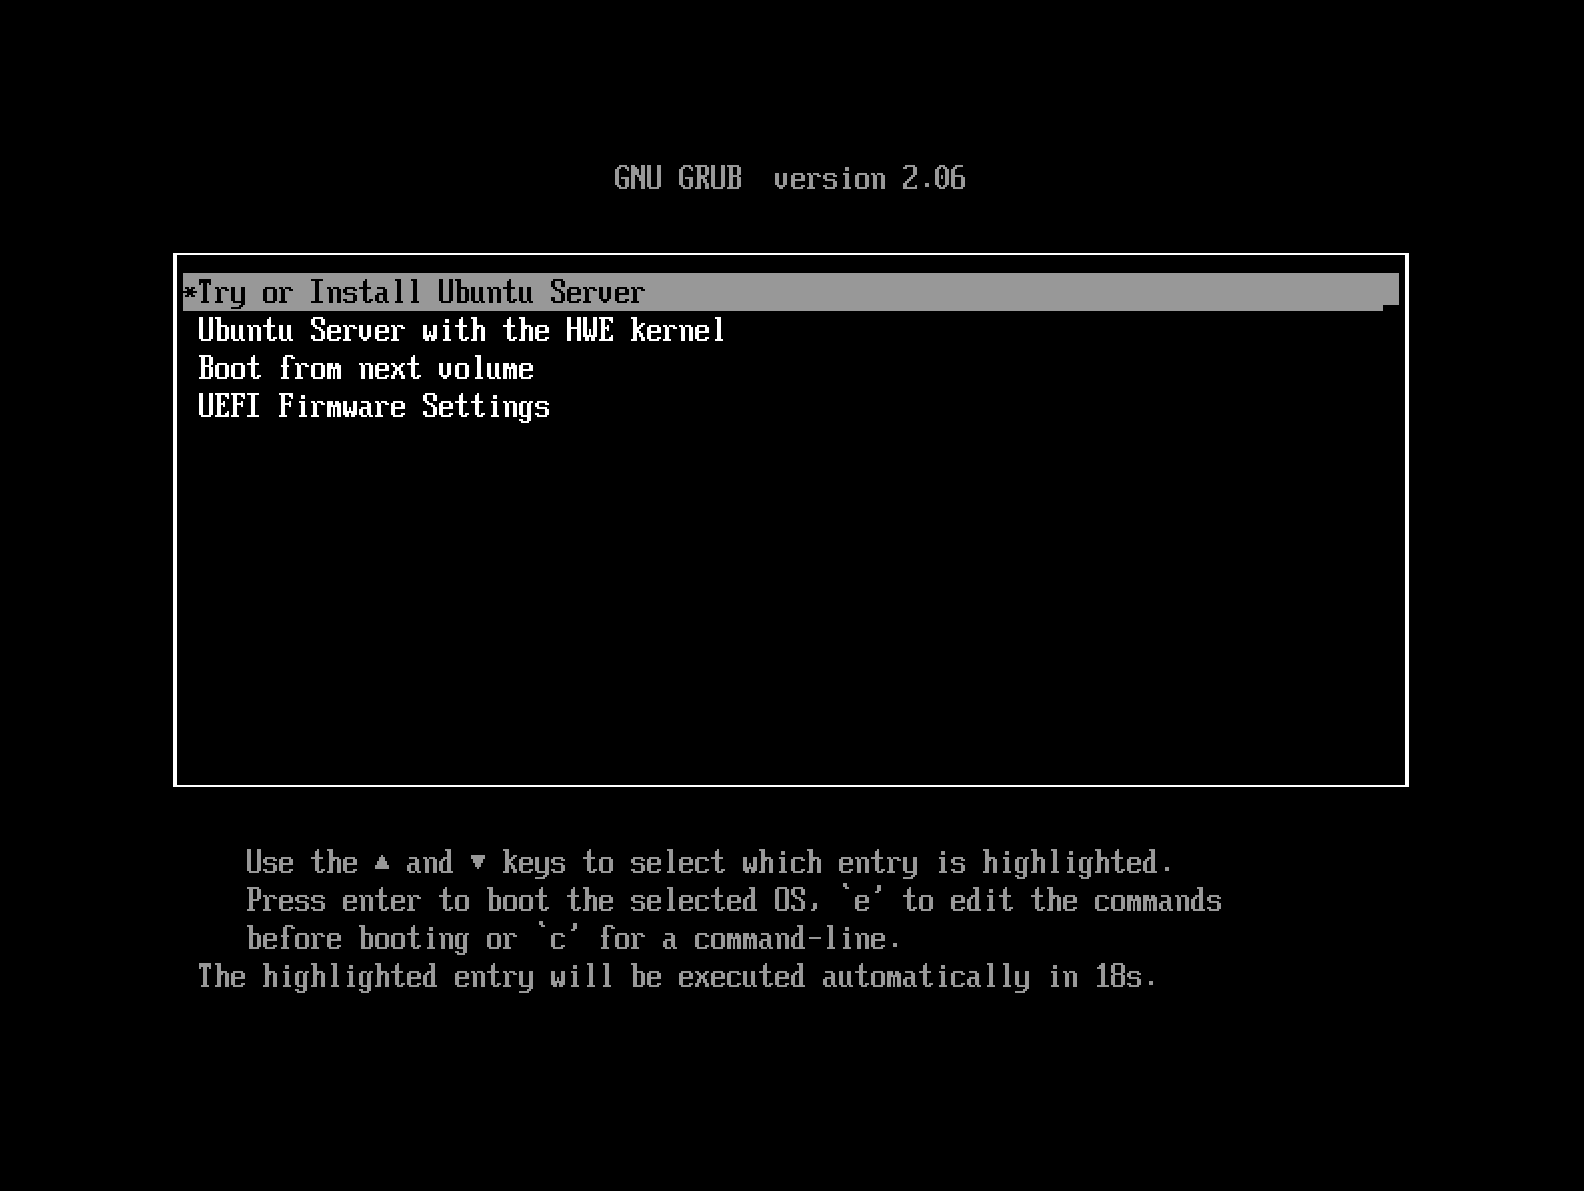 GNU GRUB  version 2.06
*Try or Install Ubuntu Server
Ubuntu Server with the HWE kernel
Boot from next volume
UEFI Firmware Settings
Use the ▲ and ▼ keys to select which entry is highlighted.
Press enter to boot the selected OS, `e' to edit the commands
before booting or `c' for a command-line.
The highlighted entry will be executed automatically in 18s.